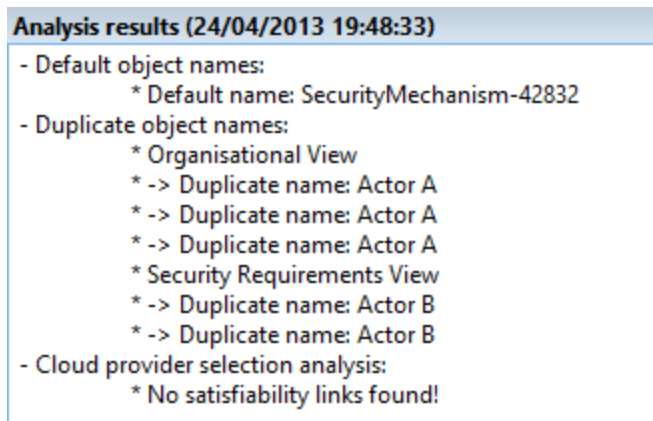 Analysis results (24/04/2013 19:48:33)
- Default object names:
* Default name: SecurityMechanism-42832
- Duplicate object names:
* Organisational View
* -> Duplicate name: Actor A
* -> Duplicate name: Actor A
* -> Duplicate name: Actor A
* Security Requirements View
* -> Duplicate name: Actor B
* -> Duplicate name: Actor B
- Cloud provider selection analysis:
* No satisfiability links found!